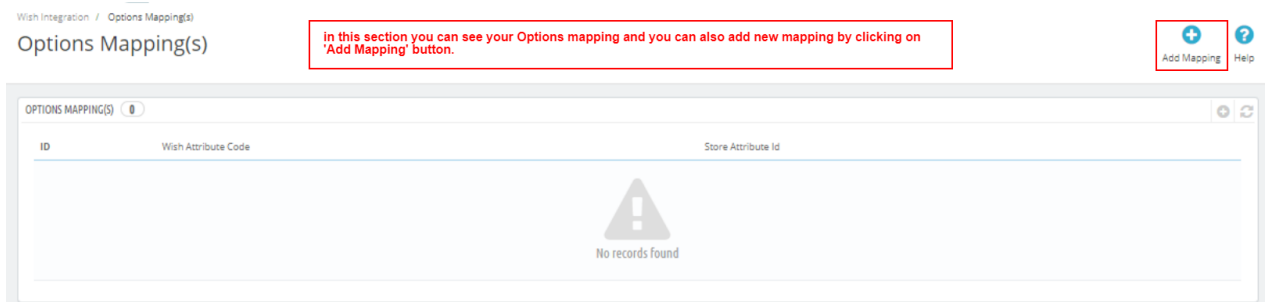 Wish Integration / Options Mapping(s)
Options Mapping(s)
in this section you can see your Options mapping and you can also add new mapping by clicking on
'Add Mapping' button.
Add Mapping Help
OPTIONS MAPPING(S) 0
ID Wish Attribute Code Store Attribute Id
No records found